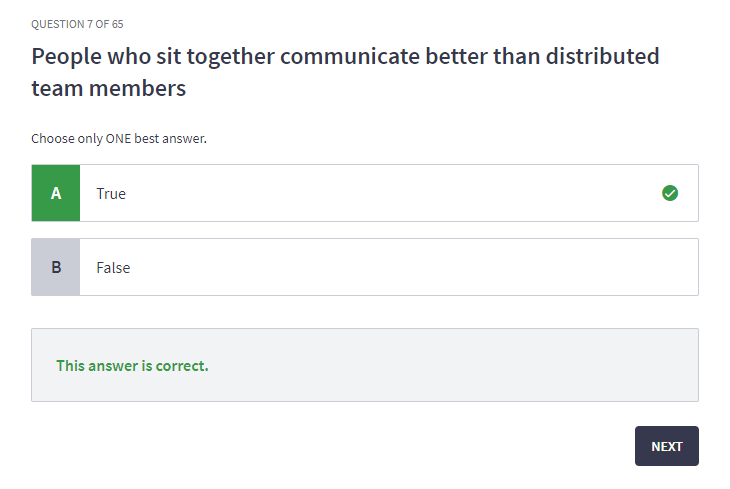 QUESTION 7 OF 65
People who sit together communicate better than distributed
team members
Choose only ONE best answer.
A True
B False
This answer is correct.
NEXT